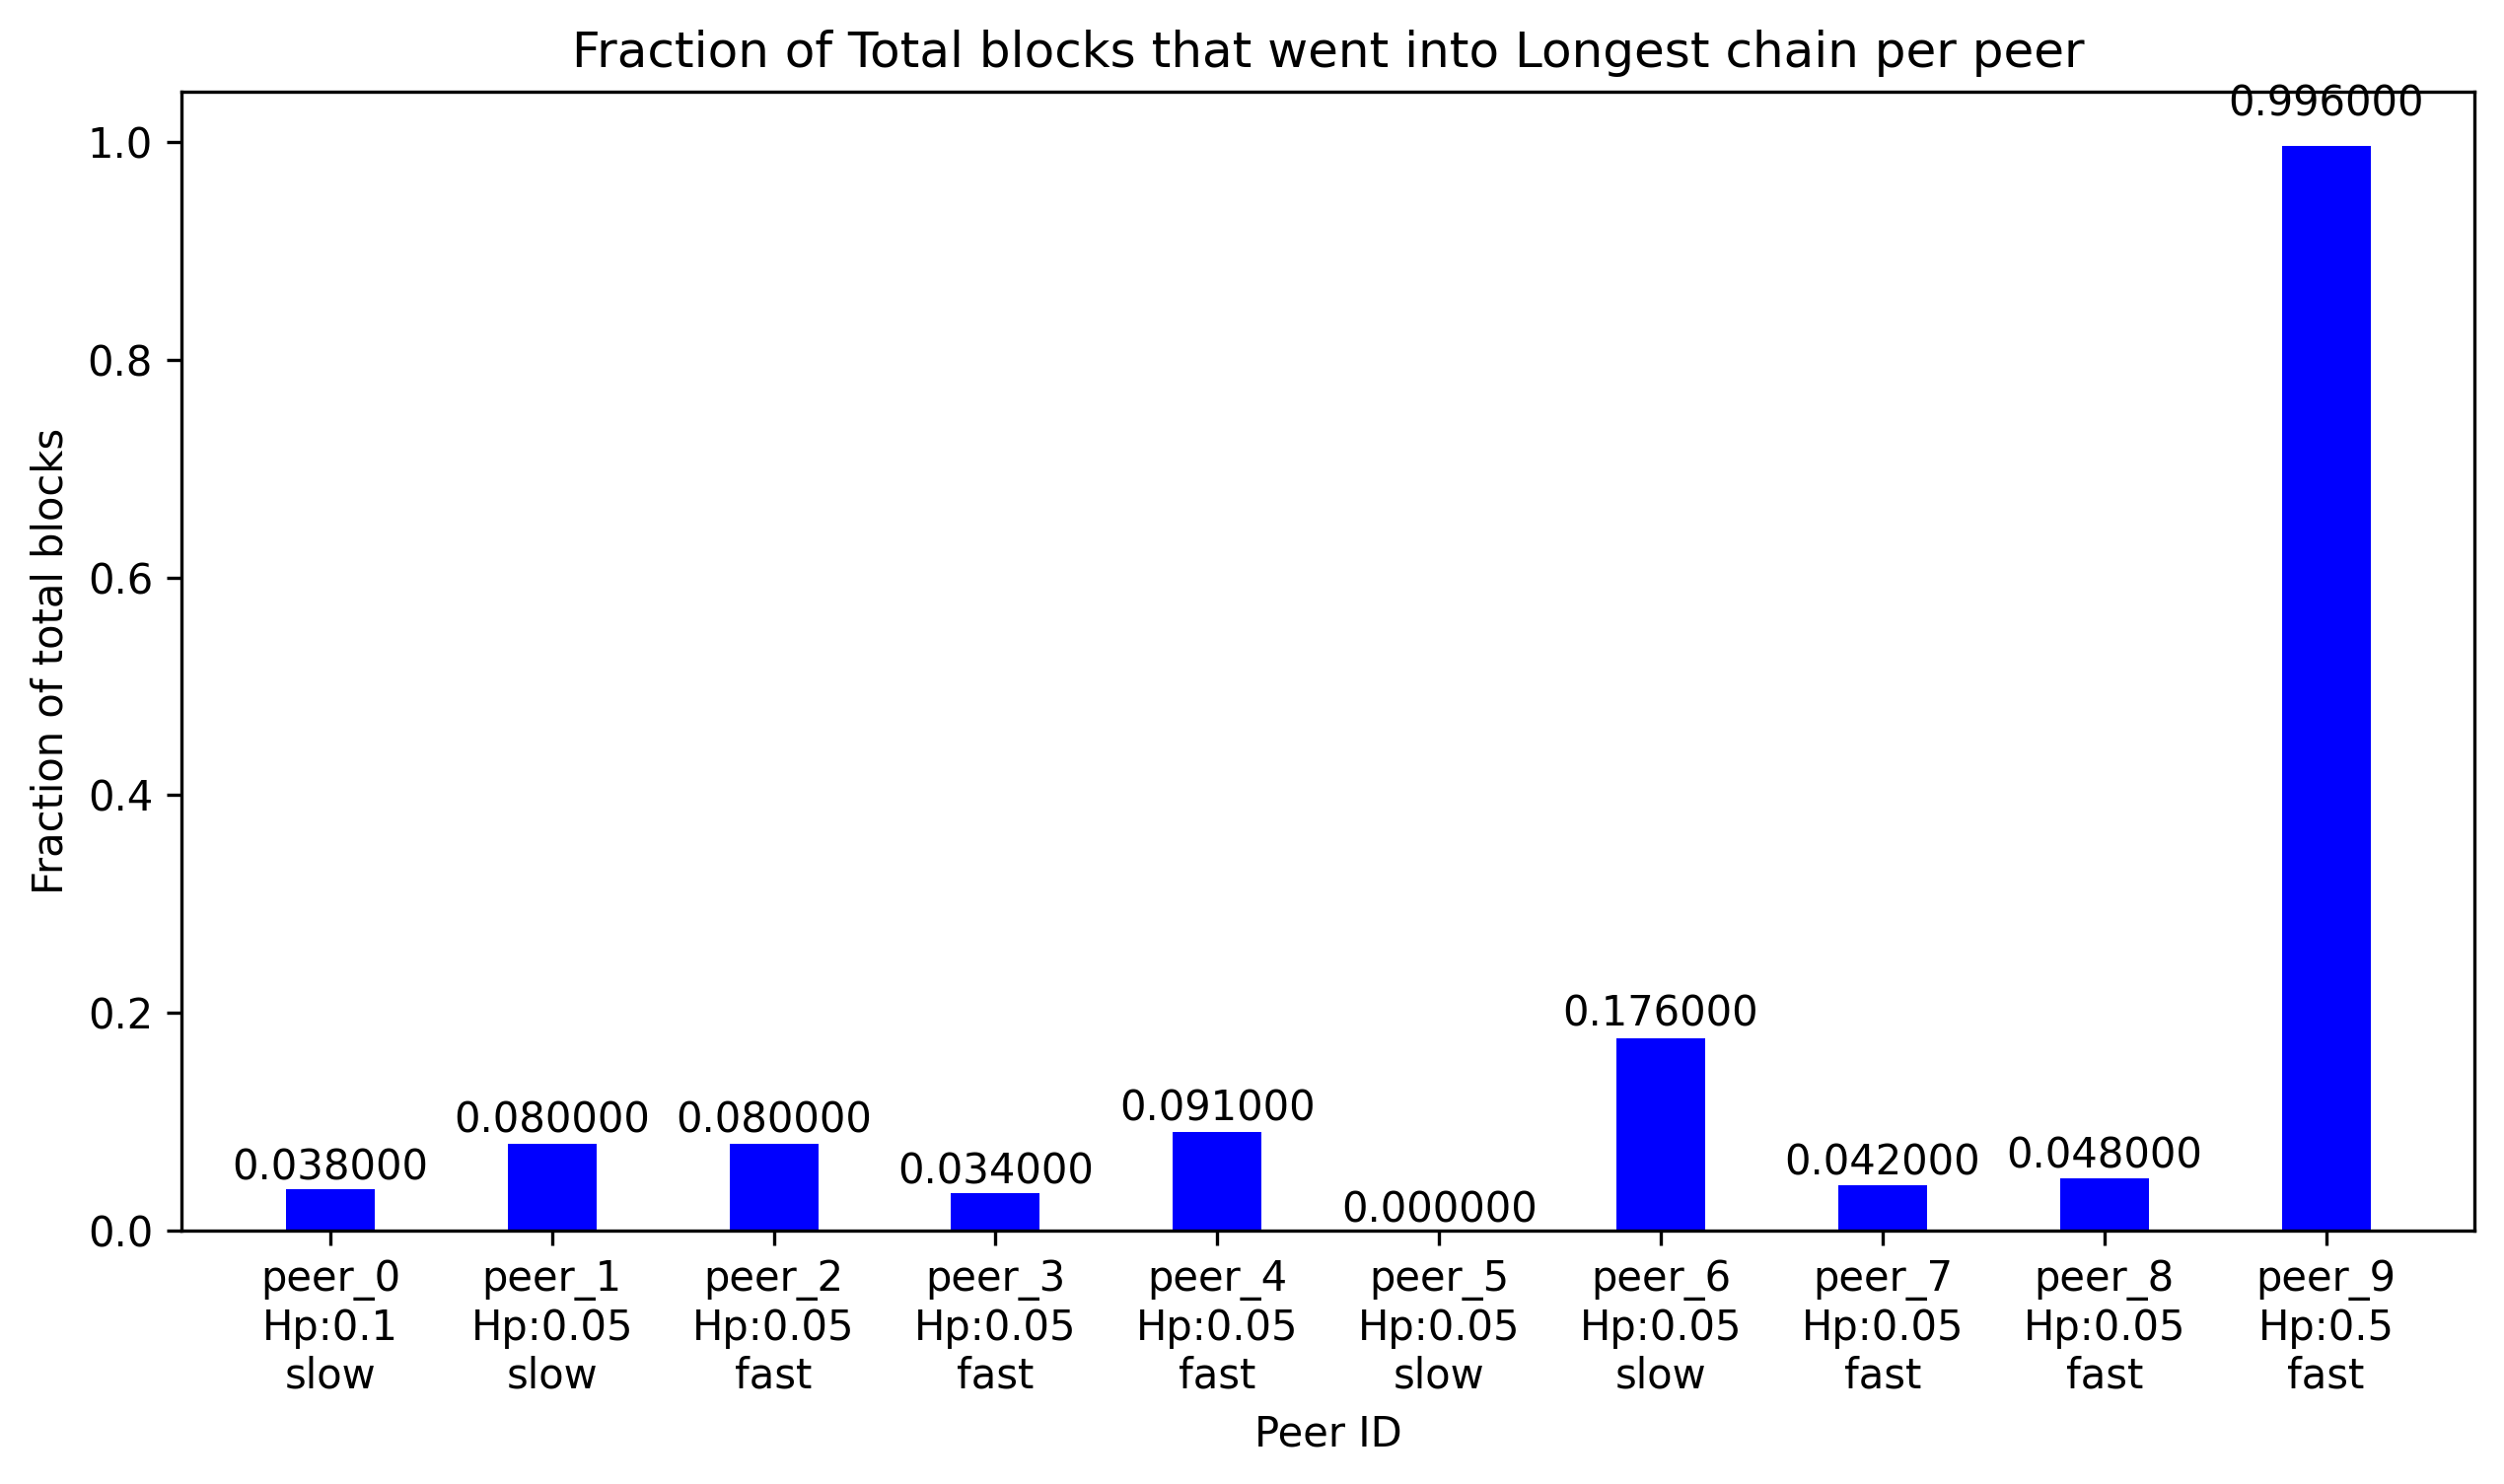 Fraction of Total blocks that went into Longest chain per peer
Fraction of total blocks
1.0
0.8
0.6
0.4
0.2
0.0
0.038000
0.080000
0.080000
0.034000
0.091000
0.000000
0.176000
0.042000
0.048000
0.996000
peer_0
Hp:0.1
slow
peer_1
Hp:0.05
slow
peer_2
Hp:0.05
fast
peer_3
Hp:0.05
fast
peer_4
Hp:0.05
fast
peer_5
Hp:0.05
slow
peer_6
Hp:0.05
slow
peer_7
Hp:0.05
fast
peer_8
Hp:0.05
fast
peer_9
Hp:0.5
fast
Peer ID